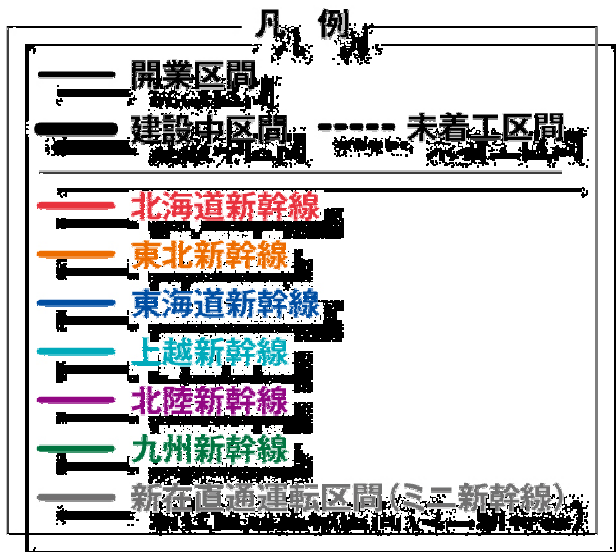 凡 例
開業区間
建設中区間 未着工区間
北海道新幹線
東北新幹線
東海道新幹線
上越新幹線
北陸新幹線
九州新幹線
新在直通運転区間(ミニ新幹線)